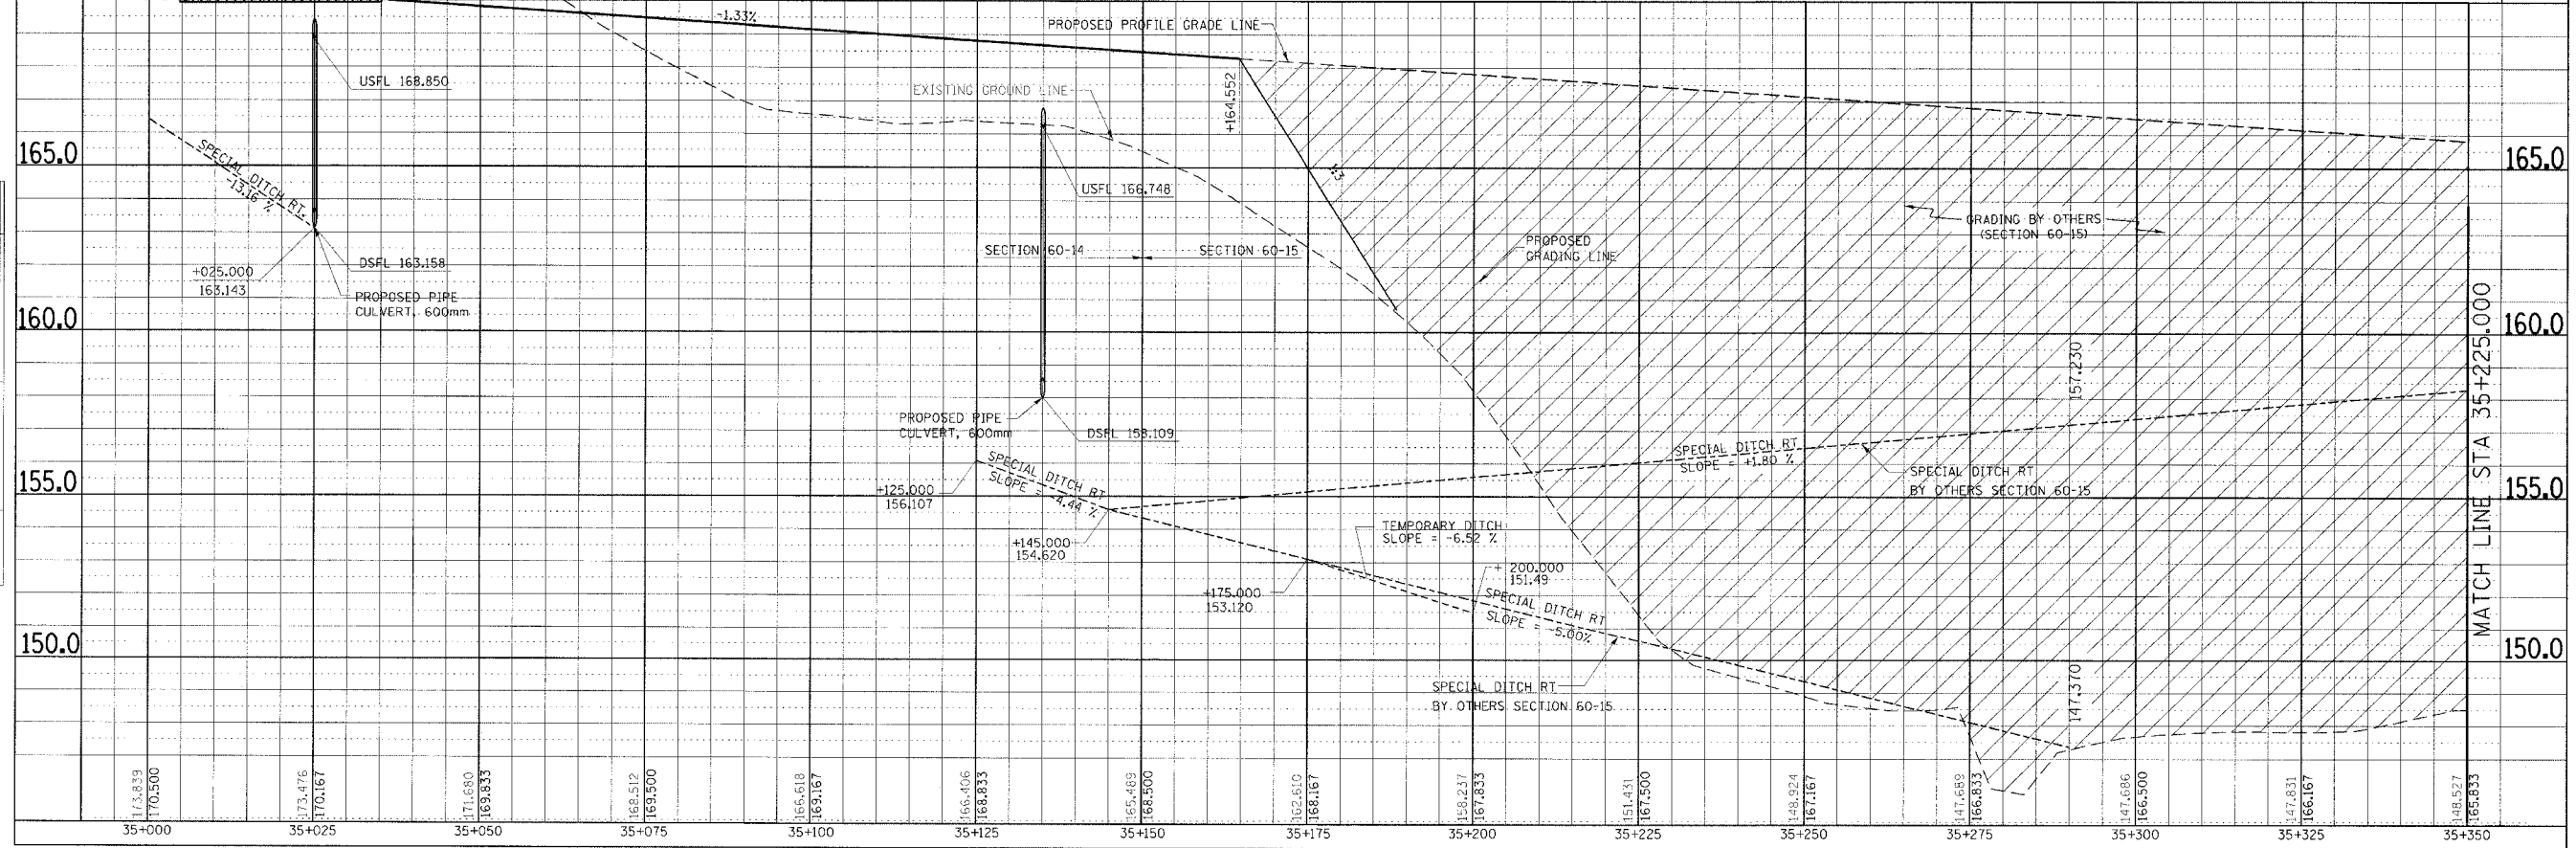 -1.33%
PROPOSED PROFILE GRADE LINE
USFL 168.850
EXISTING GROUND LINE
+164.552
165.0
165.0
SPECIAL DITCH RT.
-13.16 %
1:3
USFL 166.748
GRADING BY OTHERS
(SECTION 60-15)
SECTION 60-14
SECTION 60-15
PROPOSED
GRADING LINE
DSFL 163.158
+025.000
163.143
PROPOSED PIPE
CULVERT, 600mm
160.0
160.0
157.230
MATCH LINE STA 35+225.000
PROPOSED PIPE
CULVERT, 600mm
DSFL 158.109
SPECIAL DITCH RT
SLOPE = +1.80 %
SPECIAL DITCH RT
BY OTHERS SECTION 60-15
SPECIAL DITCH RT
SLOPE = -4.44 %
+125.000
156.107
155.0
155.0
+145.000
154.620
TEMPORARY DITCH
SLOPE = -6.52 %
+ 200.000
151.49
+175.000
153.120
SPECIAL DITCH RT
SLOPE = -5.00%
150.0
150.0
SPECIAL DITCH RT
BY OTHERS SECTION 60-15
147.370
173.839
170.500
173.476
170.167
171.680
169.833
168.512
169.500
166.618
169.167
166.406
168.833
165.489
168.500
162.610
168.167
158.237
167.833
151.431
167.500
148.924
167.167
147.689
166.833
147.686
166.500
147.831
166.167
148.527
165.833
35+000
35+025
35+050
35+075
35+100
35+125
35+150
35+175
35+200
35+225
35+250
35+275
35+300
35+325
35+350